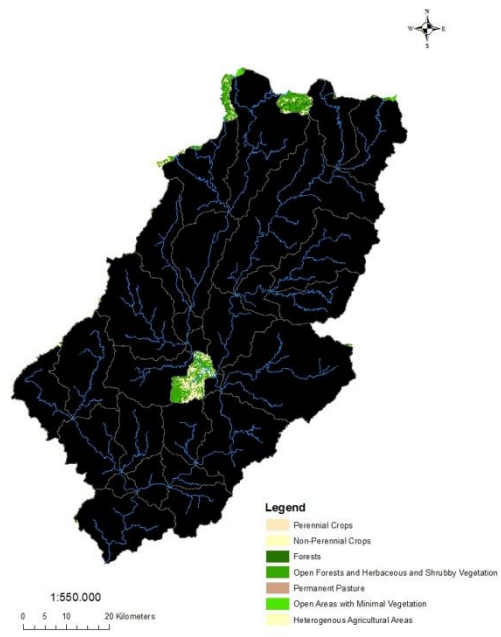 N
W E
S
Legend
Perennial Crops
Non-Perennial Crops
Forests
Open Forests and Herbaceous and Shrubby Vegetation
Permanent Pasture
Open Areas with Minimal Vegetation
Heterogenous Agricultural Areas
1:550.000
0 5 10 20 Kilometers